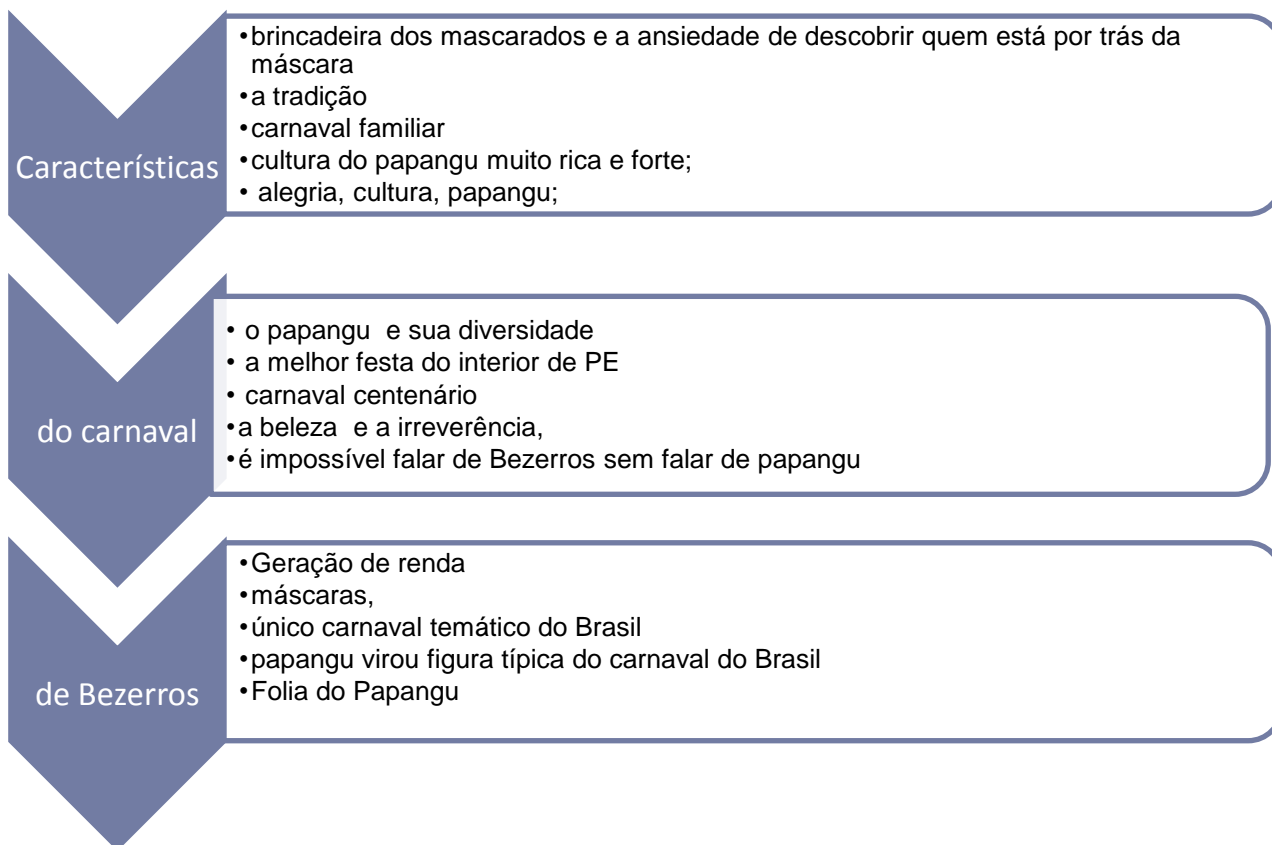 •brincadeira dos mascarados e a ansiedade de descobrir quem está por trás da
máscara
•a tradição
•carnaval familiar
Características
•cultura do papangu muito rica e forte;
• alegria, cultura, papangu;
• o papangu e sua diversidade
• a melhor festa do interior de PE
• carnaval centenário
do carnaval
•a beleza e a irreverência,
•é impossível falar de Bezerros sem falar de papangu
•Geração de renda
•máscaras,
•único carnaval temático do Brasil
•papangu virou figura típica do carnaval do Brasil
de Bezerros
•Folia do Papangu